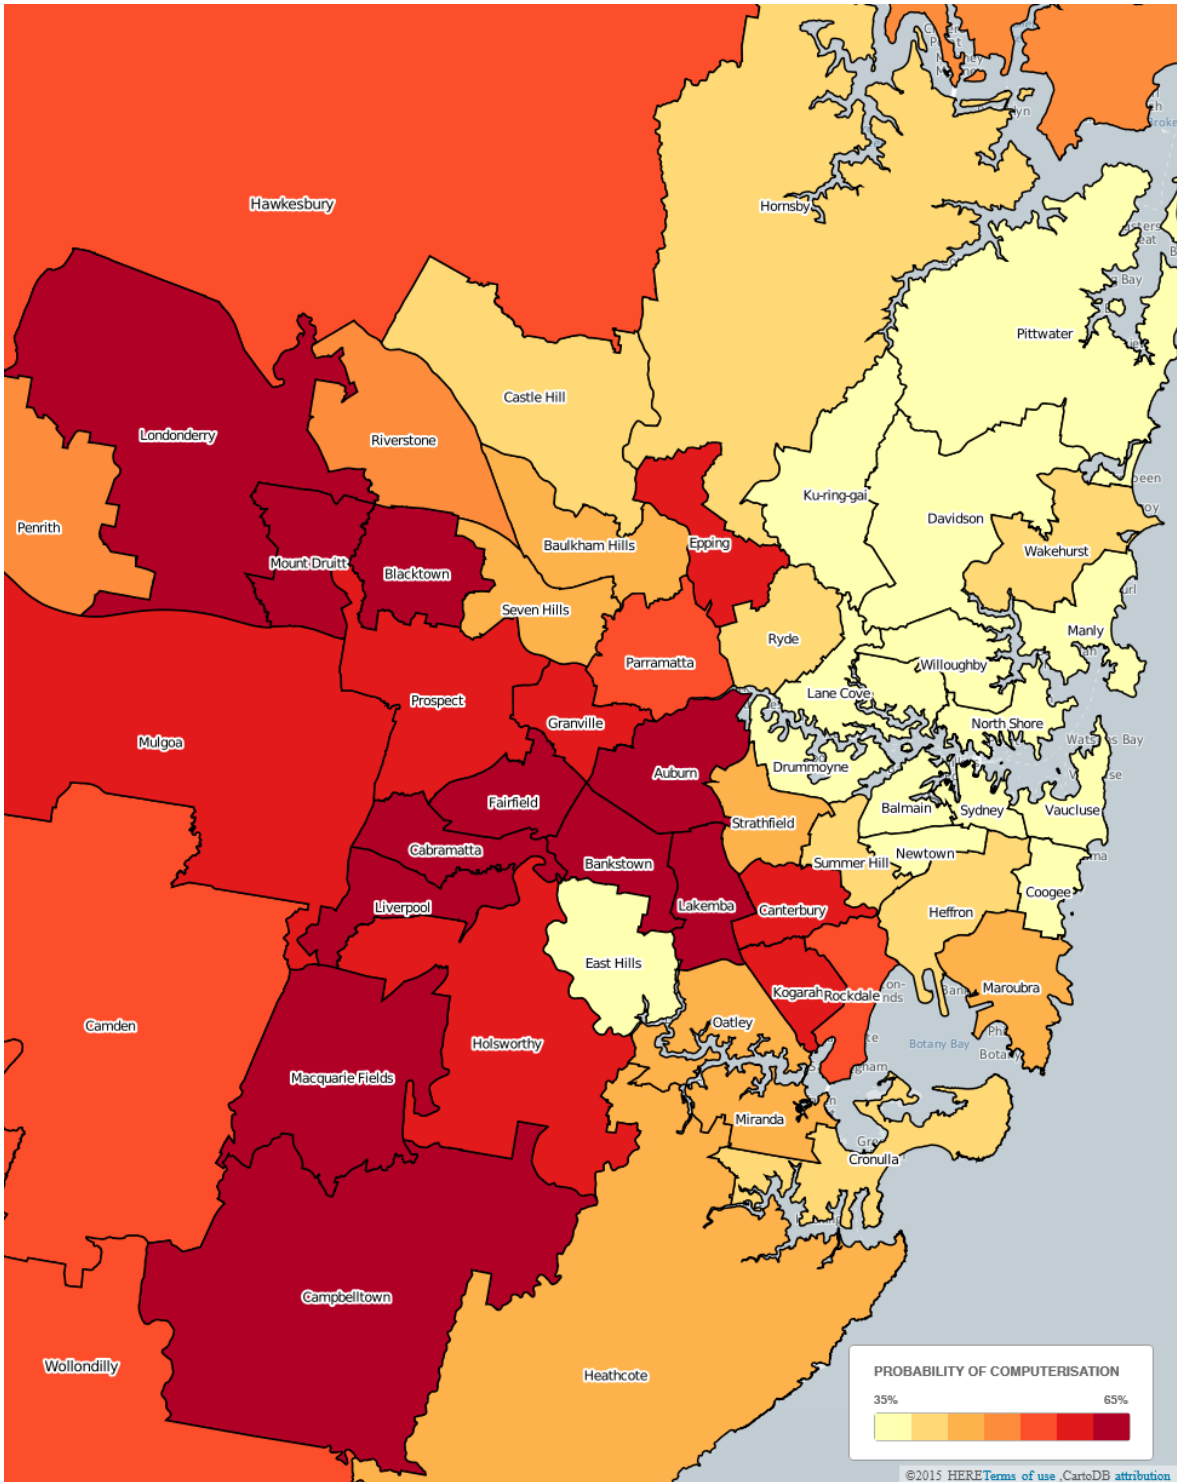 Hawkesbury
Hornsby
Pittwater
Castle Hill
Londonderry
Riverstone
Ku-ring-gai
Davidson
Penrith
Baulkham Hills
Epping
Wakehurst
Mount Druitt
Blacktown
Seven Hills
Ryde
Manly
Parramatta
Willoughby
Prospect
Lane Cove
Granville
North Shore
Mulgoa
Auburn
Drummoyne
Fairfield
Balmain
Sydney
Vaucluse
Strathfield
Cabramatta
Bankstown
Summer Hill
Newtown
Coogee
Liverpool
Lakemba
Canterbury
Heffron
East Hills
Kogarah
Rockdale
Maroubra
Camden
Oatley
Holsworthy
Botany Bay
Macquarie Fields
Miranda
Cronulla
Campbelltown
Wollondilly
Heathcote
PROBABILITY OF COMPUTERISATION
35% 65%
©2015 HERE Terms of use ,CartoDB attribution